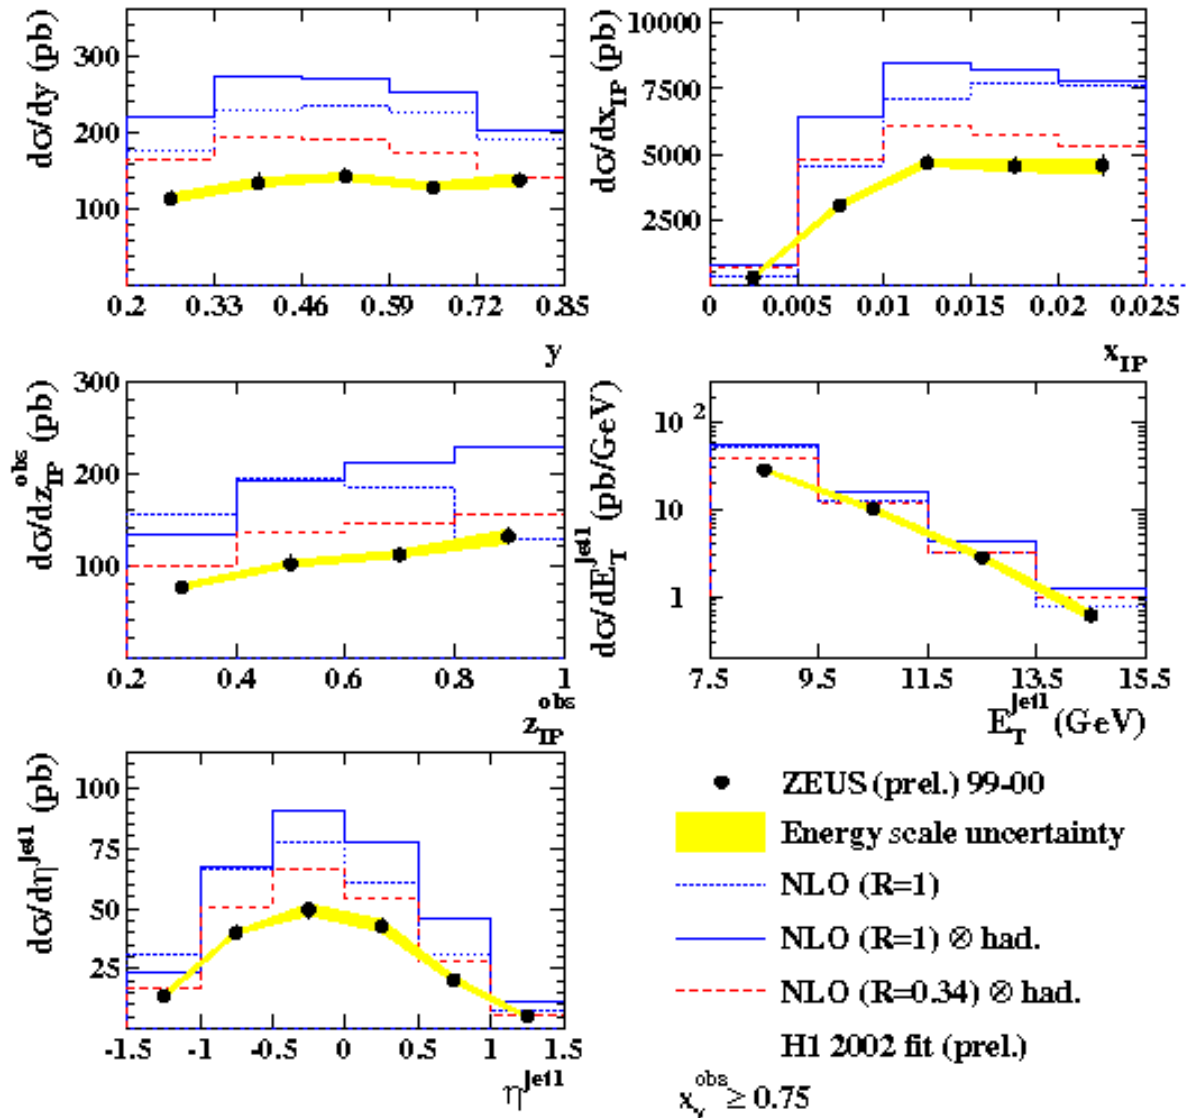 dσ/dy (pb)
300
200
100
0.2 0.33 0.46 0.59 0.72 0.85
y
dσ/dx_IP (pb)
10000
7500
5000
2500
0 0.005 0.01 0.015 0.02 0.025
x_IP
dσ/dz_IP^obs (pb)
300
200
100
0.2 0.4 0.6 0.8 1
z_IP^obs
dσ/dE_T^jet1 (pb/GeV)
10^2
10
1
7.5 9.5 11.5 13.5 15.5
E_T^jet1 (GeV)
dσ/dη^jet1 (pb)
100
75
50
25
-1.5 -1 -0.5 0 0.5 1 1.5
η^jet1
ZEUS (prel.) 99-00
Energy scale uncertainty
NLO (R=1)
NLO (R=1) ⊗ had.
NLO (R=0.34) ⊗ had.
H1 2002 fit (prel.)
x_γ^obs ≥ 0.75